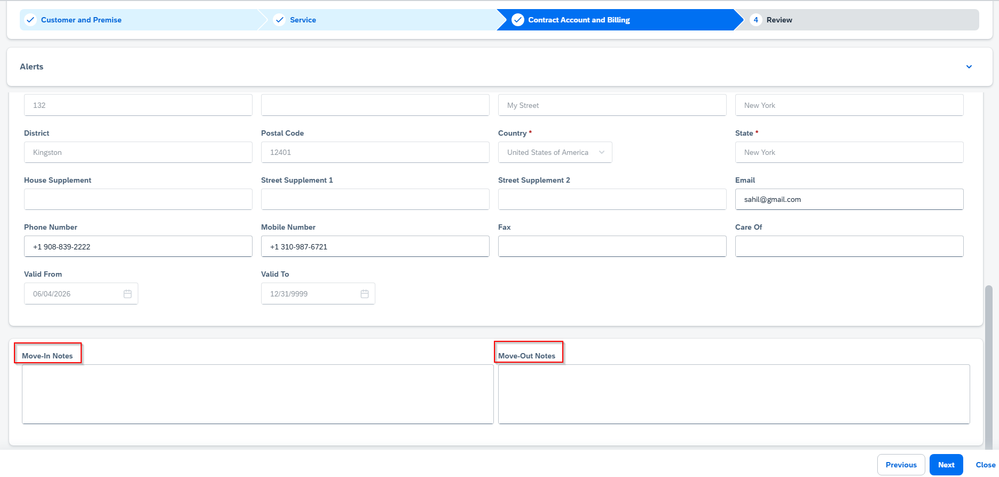 Customer and Premise
Service
Contract Account and Billing
4 Review
Alerts
132
My Street
New York
District
Postal Code
Country *
State *
Kingston
12401
United States of America
New York
House Supplement
Street Supplement 1
Street Supplement 2
Email
sahil@gmail.com
Phone Number
Mobile Number
Fax
Care Of
+1 908-839-2222
+1 310-987-6721
Valid From
Valid To
06/04/2026
12/31/9999
Move-In Notes
Move-Out Notes
Previous
Next
Close